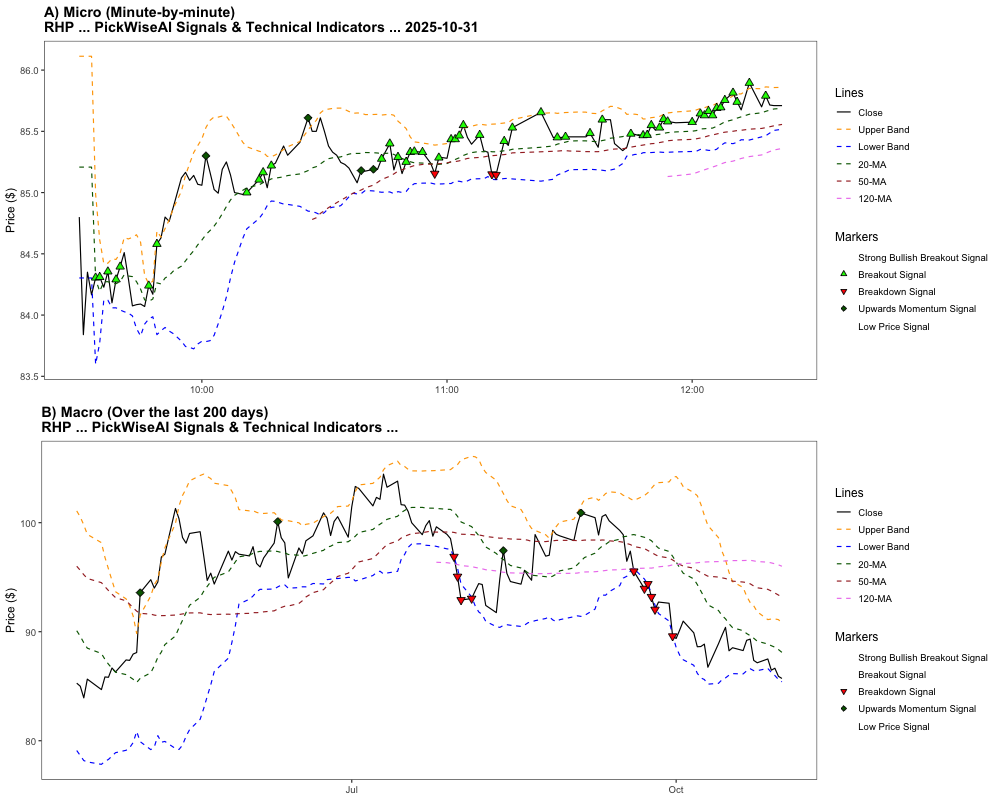 A) Micro (Minute-by-minute)
RHP ... PickWiseAI Signals & Technical Indicators ... 2025-10-31
86.0
85.5
85.0
84.5
84.0
83.5
Price ($)
10:00
11:00
12:00
Lines
Close
Upper Band
Lower Band
20-MA
50-MA
120-MA
Markers
Strong Bullish Breakout Signal
Breakout Signal
Breakdown Signal
Upwards Momentum Signal
Low Price Signal
B) Macro (Over the last 200 days)
RHP ... PickWiseAI Signals & Technical Indicators ...
100
90
80
Price ($)
Jul
Oct
Lines
Close
Upper Band
Lower Band
20-MA
50-MA
120-MA
Markers
Strong Bullish Breakout Signal
Breakout Signal
Breakdown Signal
Upwards Momentum Signal
Low Price Signal